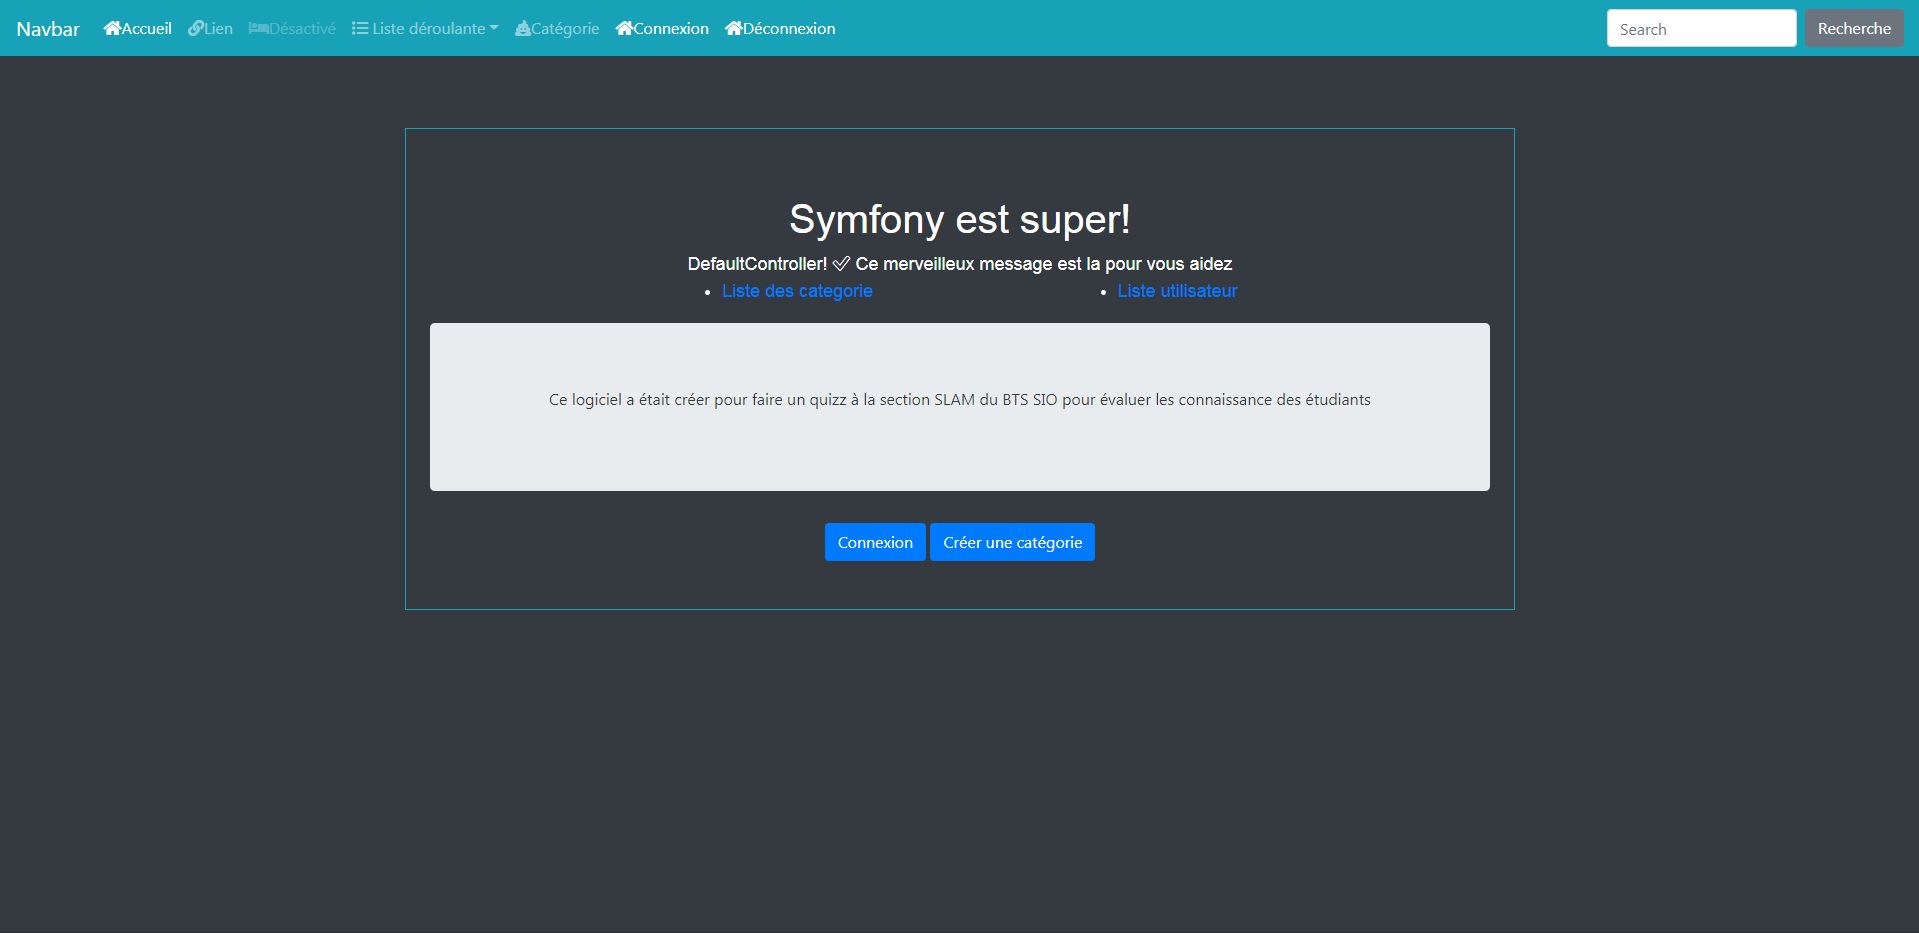 Navbar Accueil Lien Désactivé Liste déroulante Catégorie Connexion Déconnexion Search Recherche
Symfony est super!
DefaultController! ✅ Ce merveilleux message est la pour vous aidez
• Liste des categorie • Liste utilisateur
Ce logiciel a était créer pour faire un quizz à la section SLAM du BTS SIO pour évaluer les connaissance des étudiants
Connexion Créer une catégorie